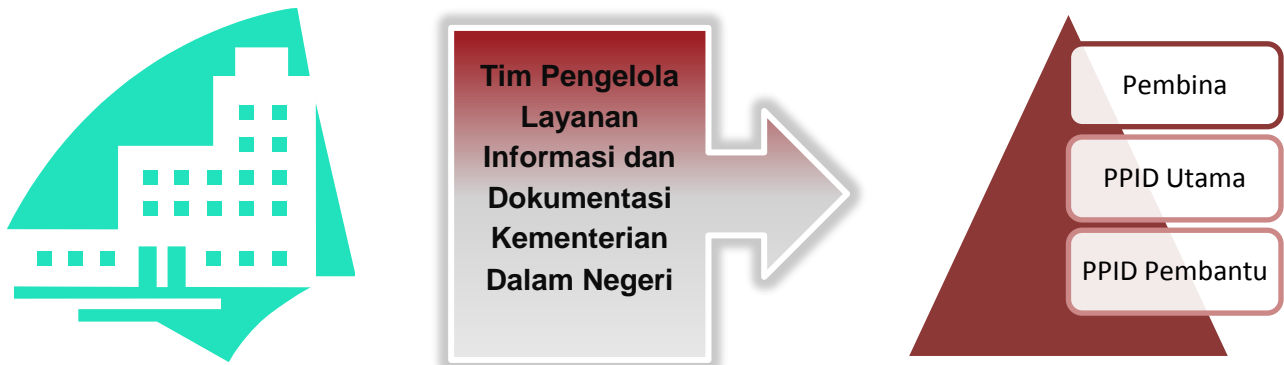 Tim Pengelola
Layanan
Informasi dan
Dokumentasi
Kementerian
Dalam Negeri
Pembina
PPID Utama
PPID Pembantu